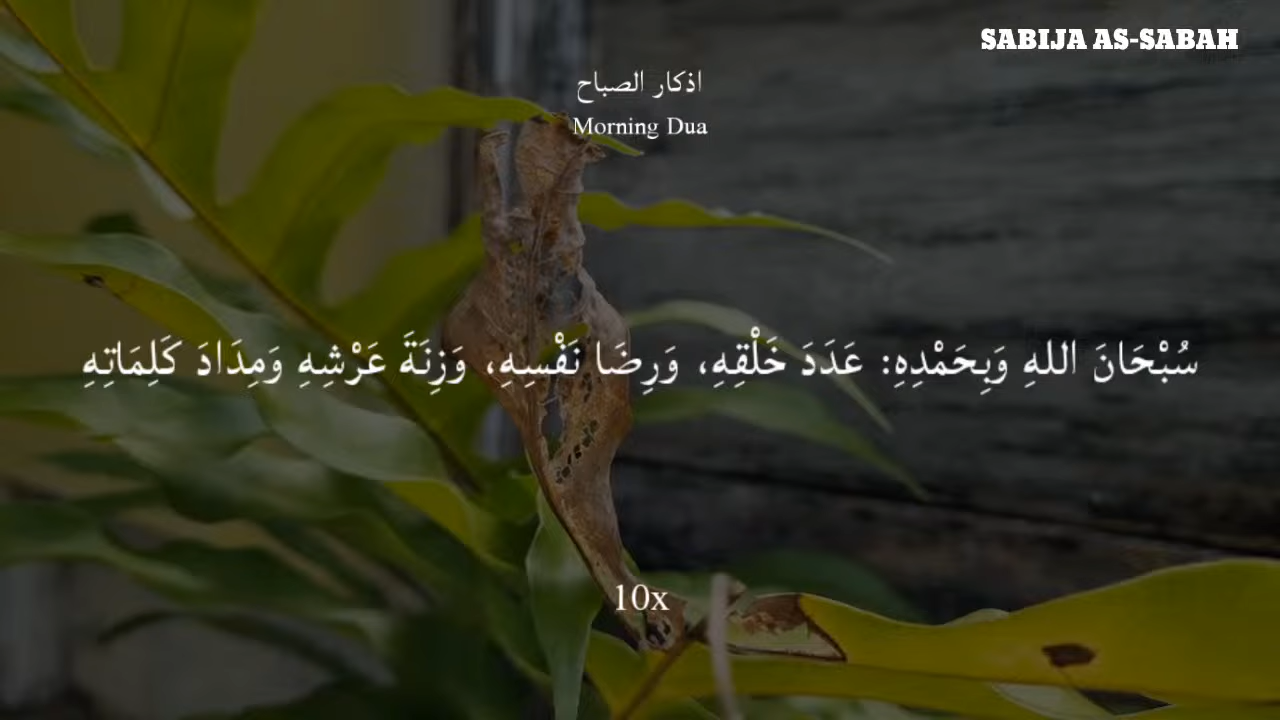 SABIJA AS-SABAH
اذكار الصباح
Morning Dua
سُبْحَانَ اللهِ وَبِحَمْدِهِ: عَدَدَ خَلْقِهِ، وَرِضَا نَفْسِهِ، وَزِنَةَ عَرْشِهِ وَمِدَادَ كَلِمَاتِهِ
10x